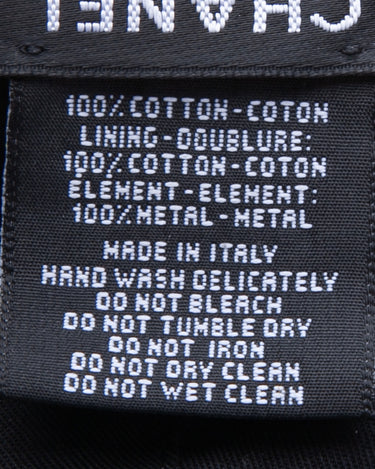 CHANEL
100% COTTON - COTON
LINING - DOUBLURE:
100% COTTON - COTON
ELEMENT - ELEMENT:
100% METAL - METAL
MADE IN ITALY
HAND WASH DELICATELY
DO NOT BLEACH
DO NOT TUMBLE DRY
DO NOT IRON
DO NOT DRY CLEAN
DO NOT WET CLEAN